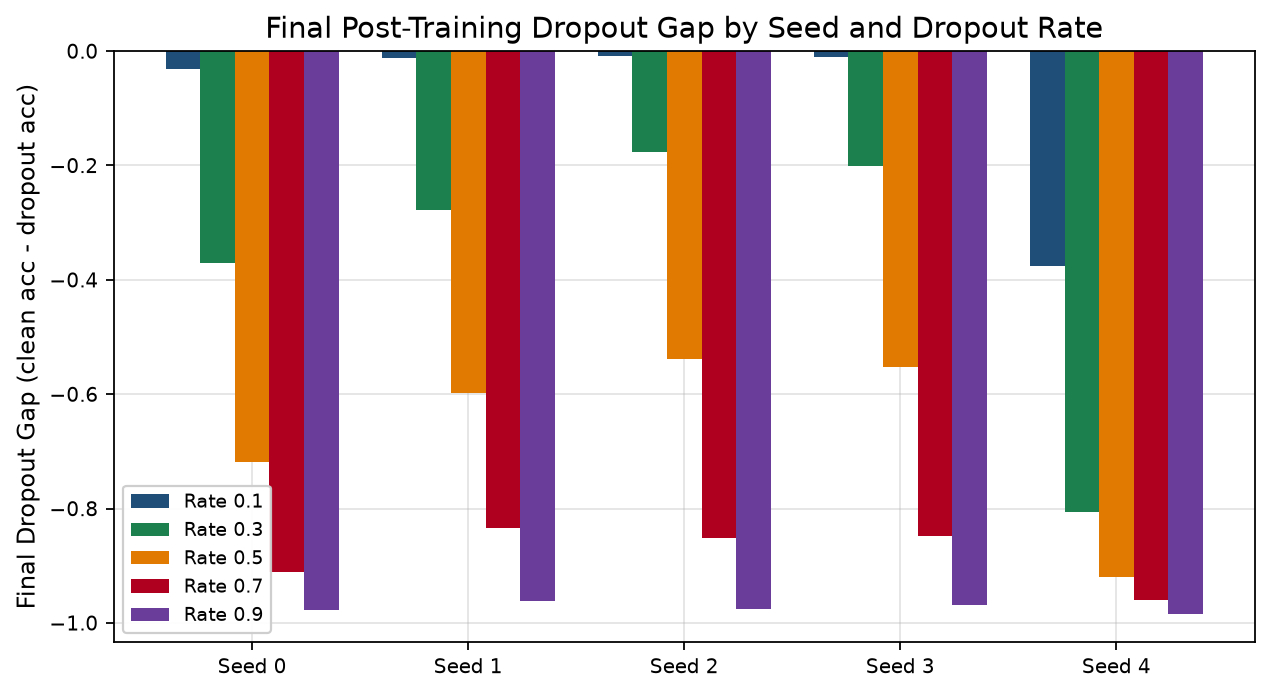 Final Post-Training Dropout Gap by Seed and Dropout Rate
Final Dropout Gap (clean acc - dropout acc)
0.0
−0.2
−0.4
−0.6
−0.8
−1.0
Rate 0.1
Rate 0.3
Rate 0.5
Rate 0.7
Rate 0.9
Seed 0
Seed 1
Seed 2
Seed 3
Seed 4